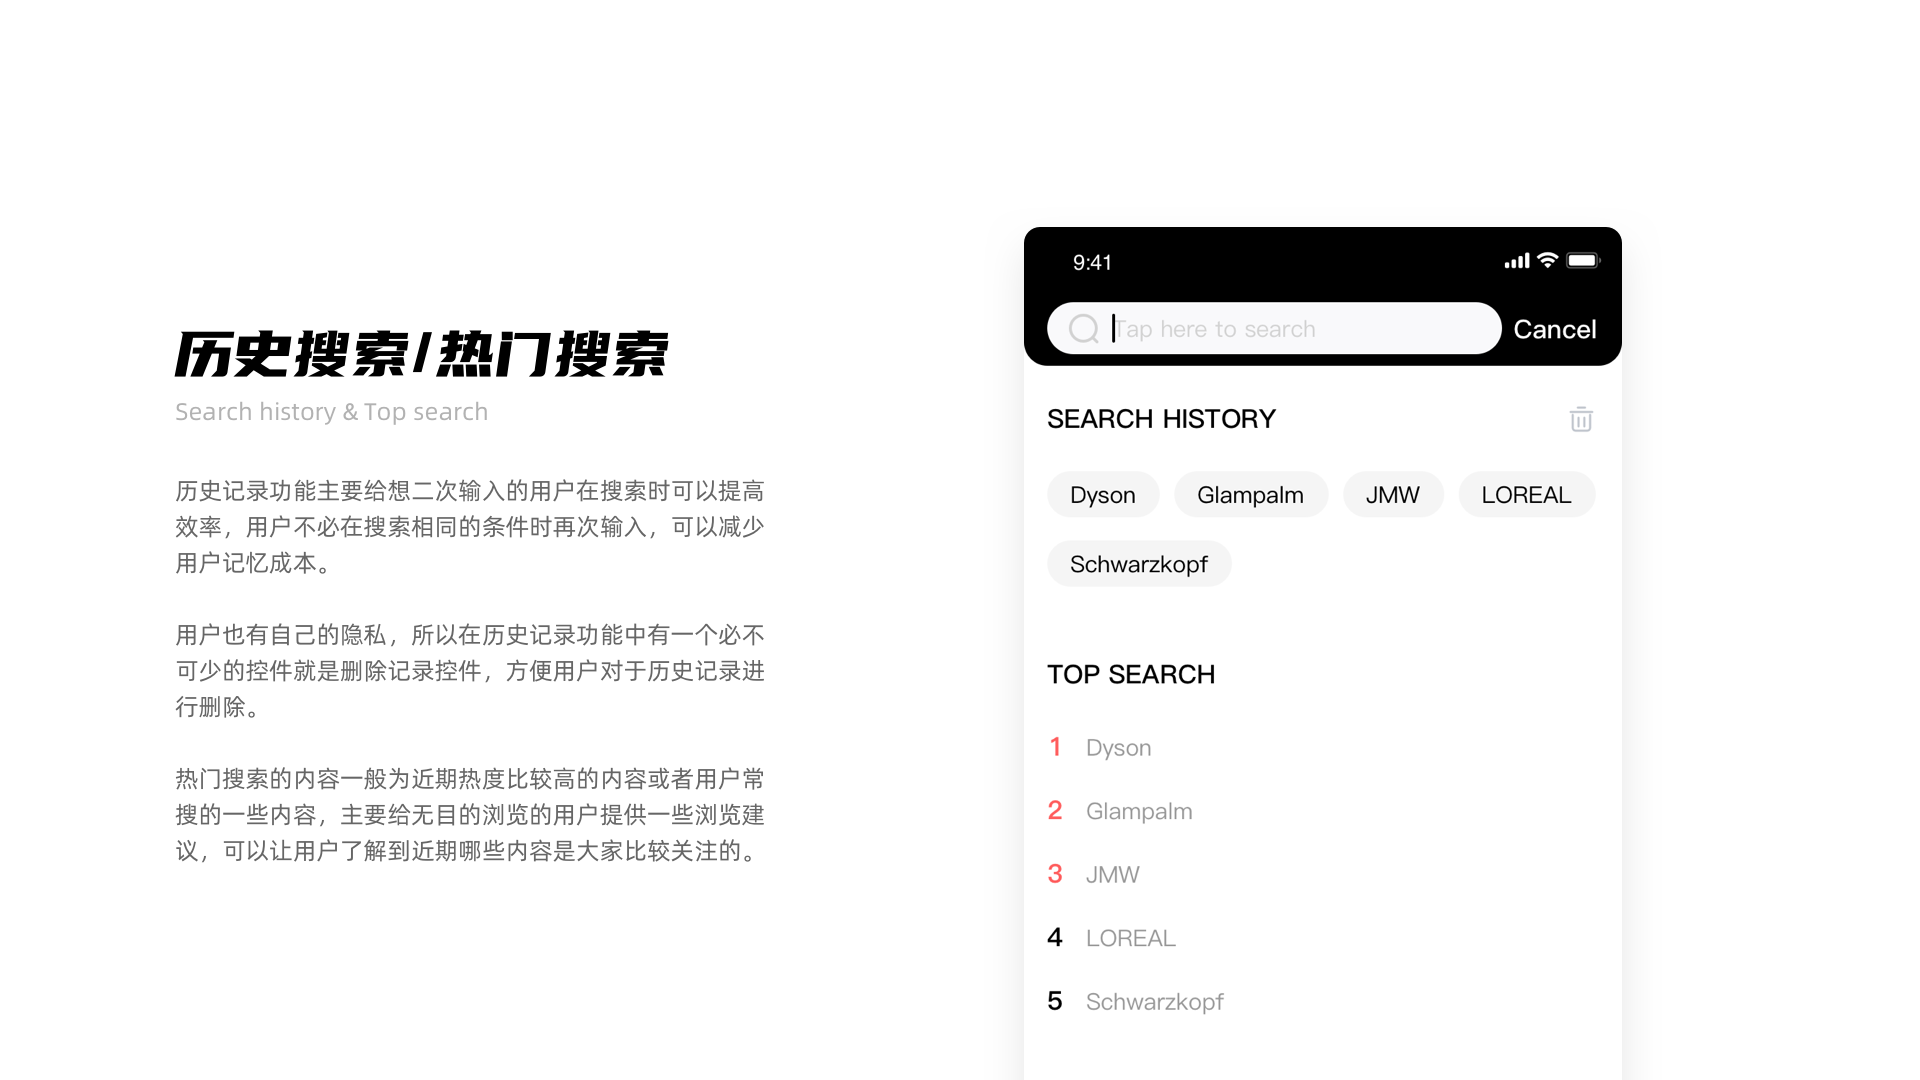 历史搜索/热门搜索
Search history & Top search
历史记录功能主要给想二次输入的用户在搜索时可以提高
效率，用户不必在搜索相同的条件时再次输入，可以减少
用户记忆成本。
用户也有自己的隐私，所以在历史记录功能中有一个必不
可少的控件就是删除记录控件，方便用户对于历史记录进
行删除。
热门搜索的内容一般为近期热度比较高的内容或者用户常
搜的一些内容，主要给无目的浏览的用户提供一些浏览建
议，可以让用户了解到近期哪些内容是大家比较关注的。
9:41
Tap here to search
Cancel
SEARCH HISTORY
Dyson Glampalm JMW LOREAL
Schwarzkopf
TOP SEARCH
1 Dyson
2 Glampalm
3 JMW
4 LOREAL
5 Schwarzkopf